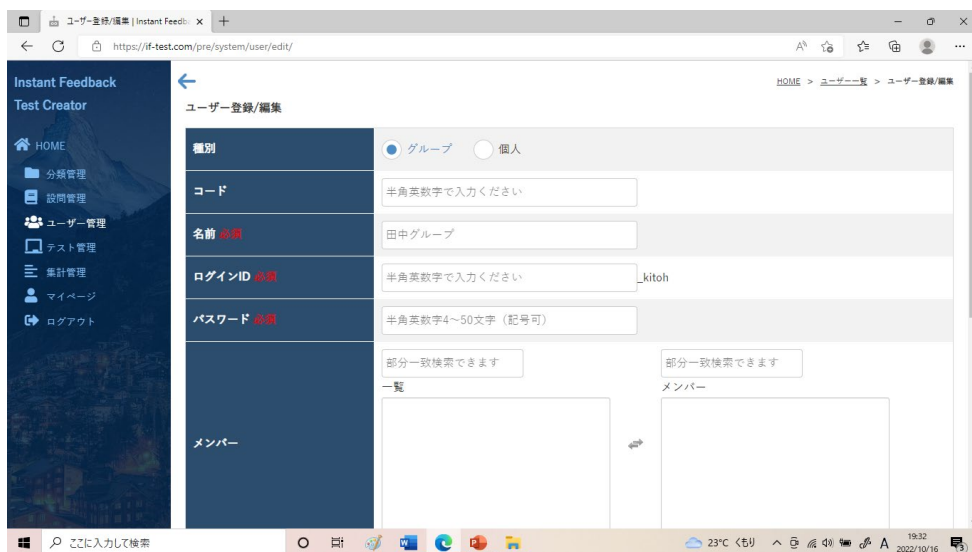 ユーザー登録/編集 | Instant Feedb
https://if-test.com/pre/system/user/edit/
Instant Feedback
Test Creator
HOME
分類管理
設問管理
ユーザー管理
テスト管理
集計管理
マイページ
ログアウト
HOME > ユーザー一覧 > ユーザー登録/編集
ユーザー登録/編集
種別 グループ 個人
コード 半角英数字で入力ください
名前 必須 田中グループ
ログインID 必須 半角英数字で入力ください _kitoh
パスワード 必須 半角英数字4～50文字（記号可）
部分一致検索できます 部分一致検索できます
一覧 メンバー
メンバー
ここに入力して検索
23°C くもり A 19:32
2022/10/16